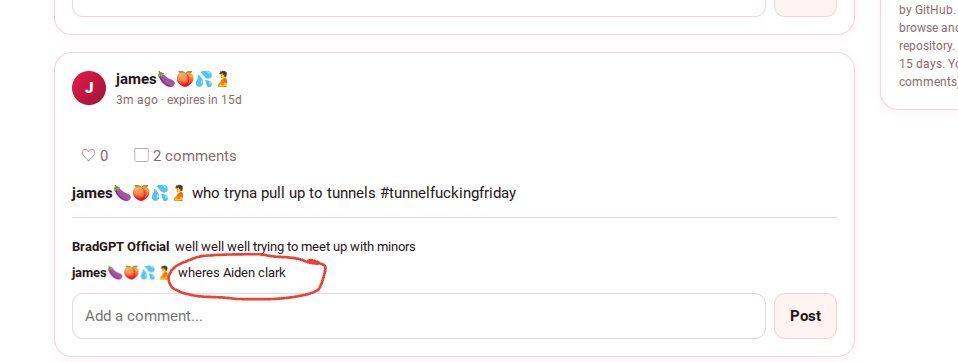 by GitHub.
browse and
repository.
15 days. Yo
comments)
J
james🍆🍑💦🫃
3m ago · expires in 15d
♡ 0 2 comments
james🍆🍑💦🫃 who tryna pull up to tunnels #tunnelfuckingfriday
BradGPT Official well well well trying to meet up with minors
james🍆🍑💦🫃 wheres Aiden clark
Add a comment...
Post